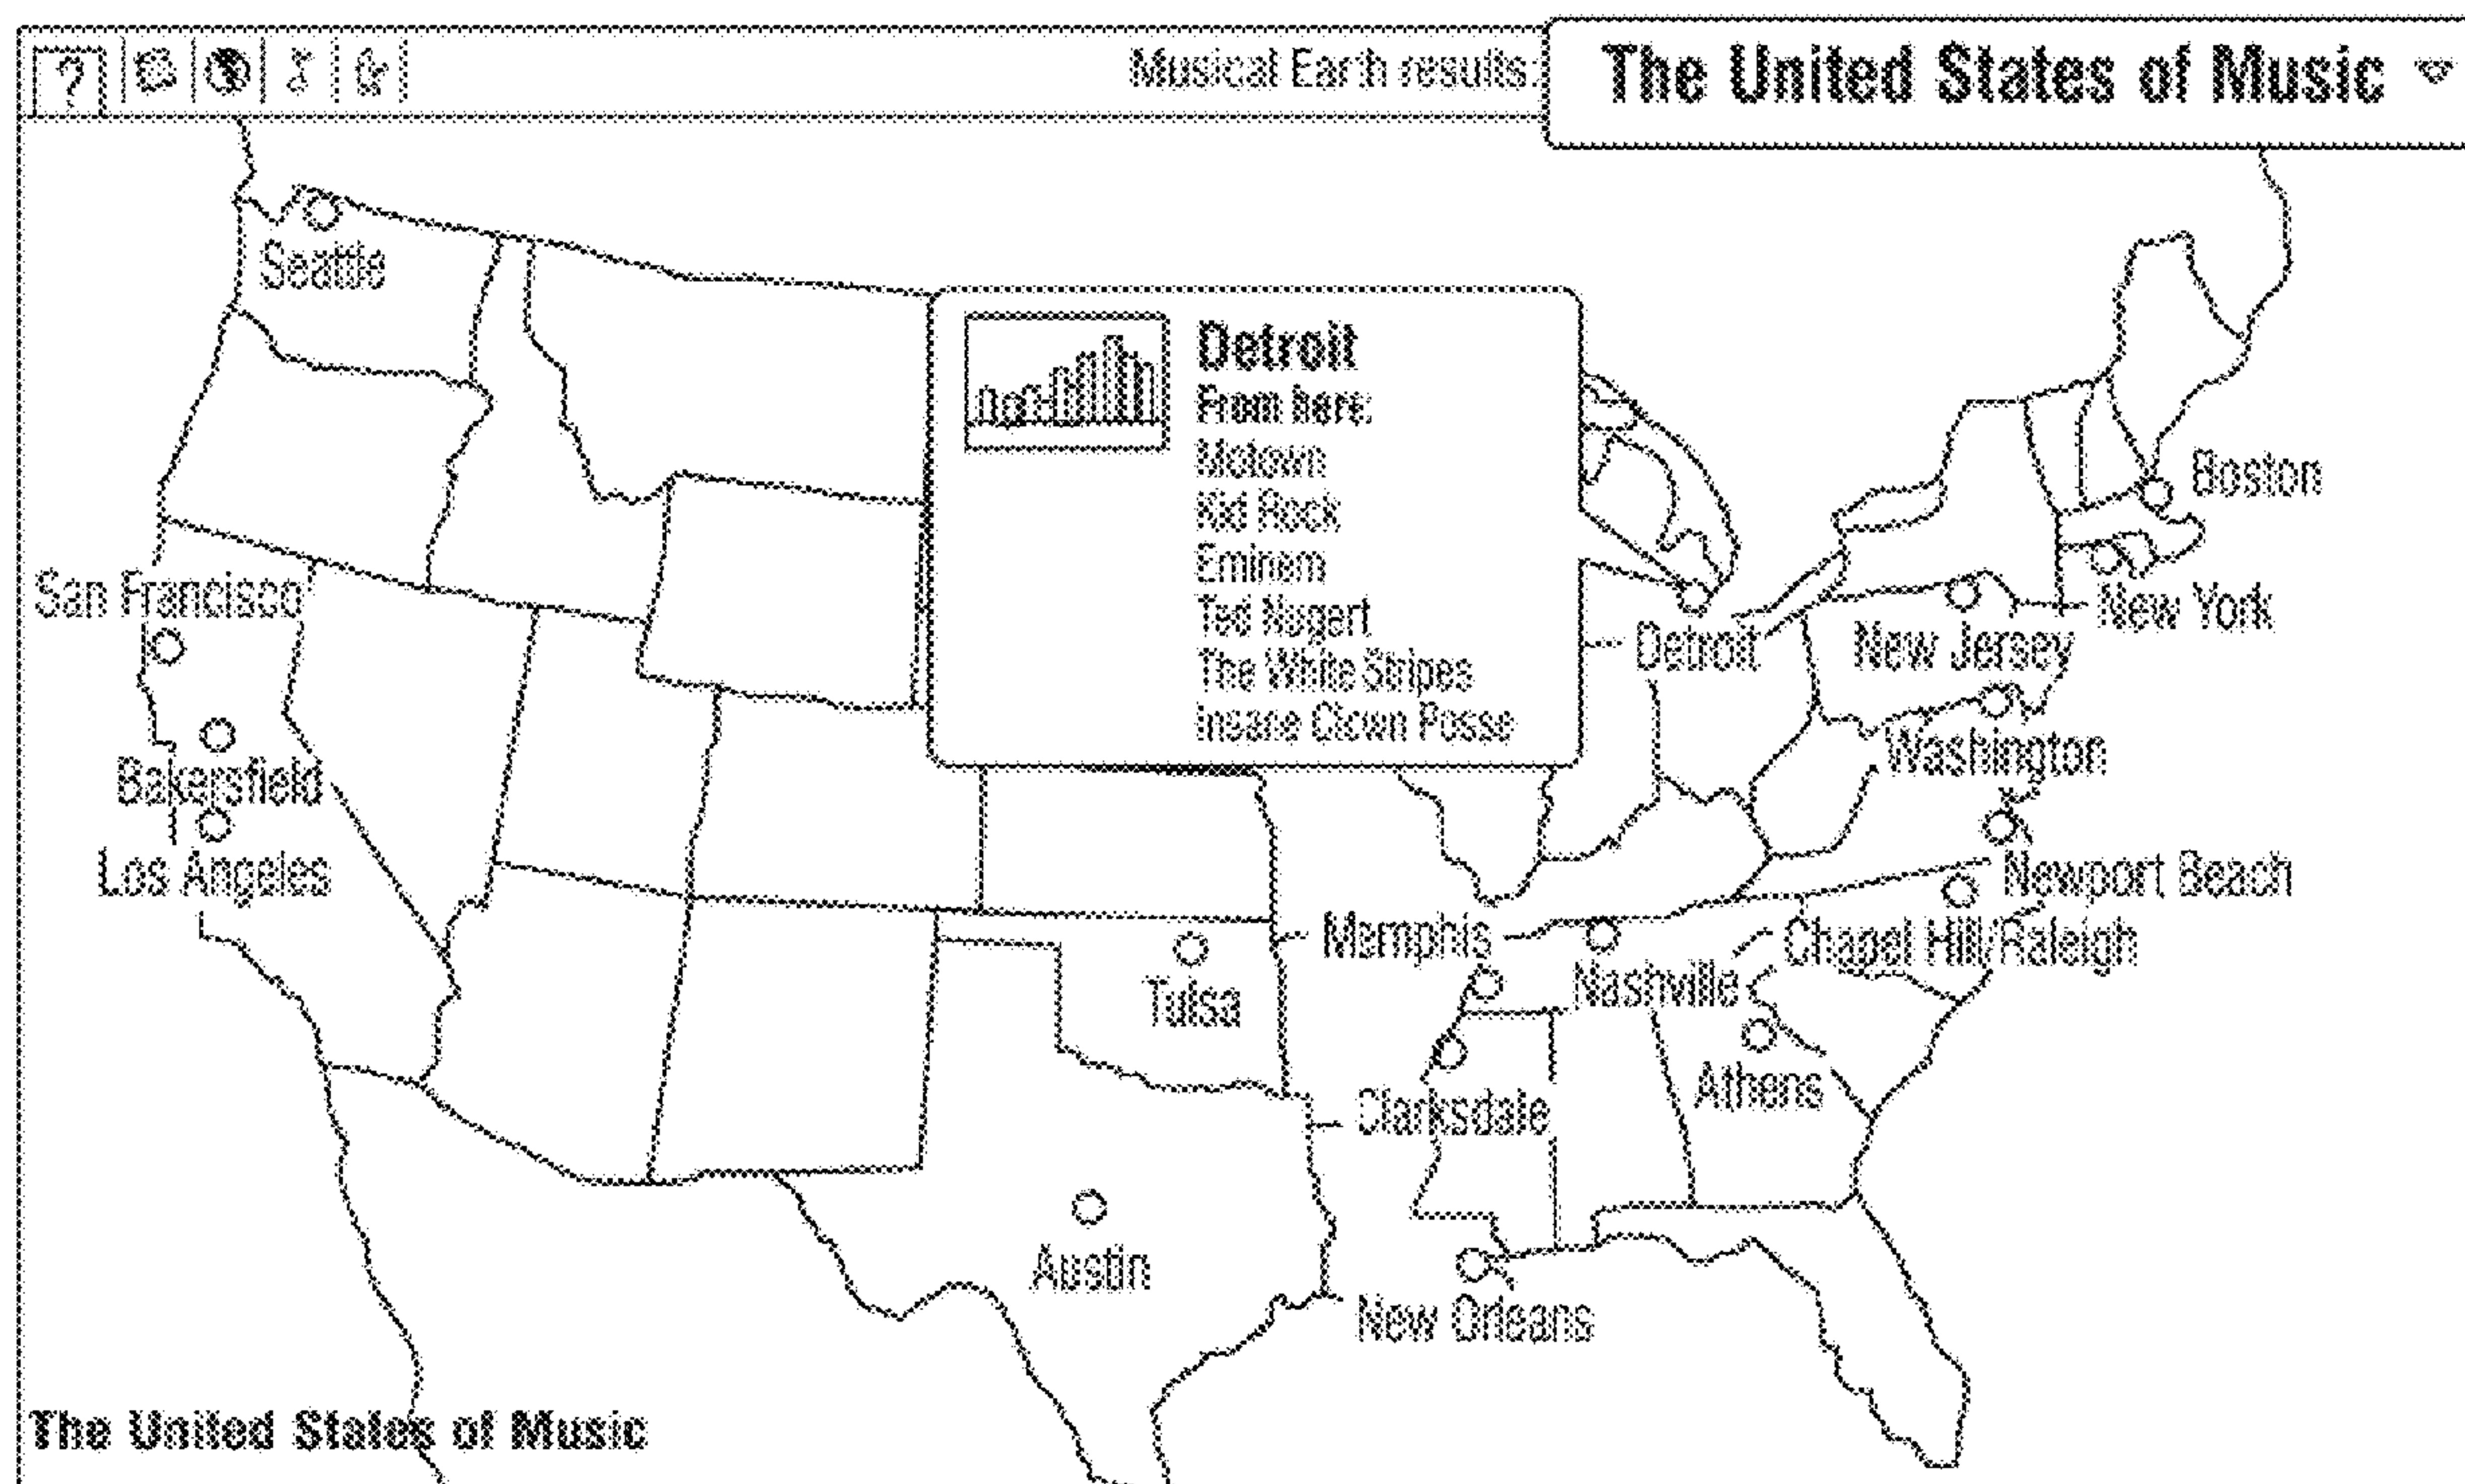 ?
Musical Earth results:
The United States of Music
Seattle
Detroit
From here:
Motown
Kid Rock
Eminem
Ted Nugert
The White Stripes
Insane Clown Posse
Boston
San Francisco
New York
Detroit
New Jersey
Washington
Bakersfield
Los Angeles
Newport Beach
Memphis
Chapel Hill/Raleigh
Nashville
Tulsa
Athens
Clarksdale
Austin
New Orleans
The United States of Music